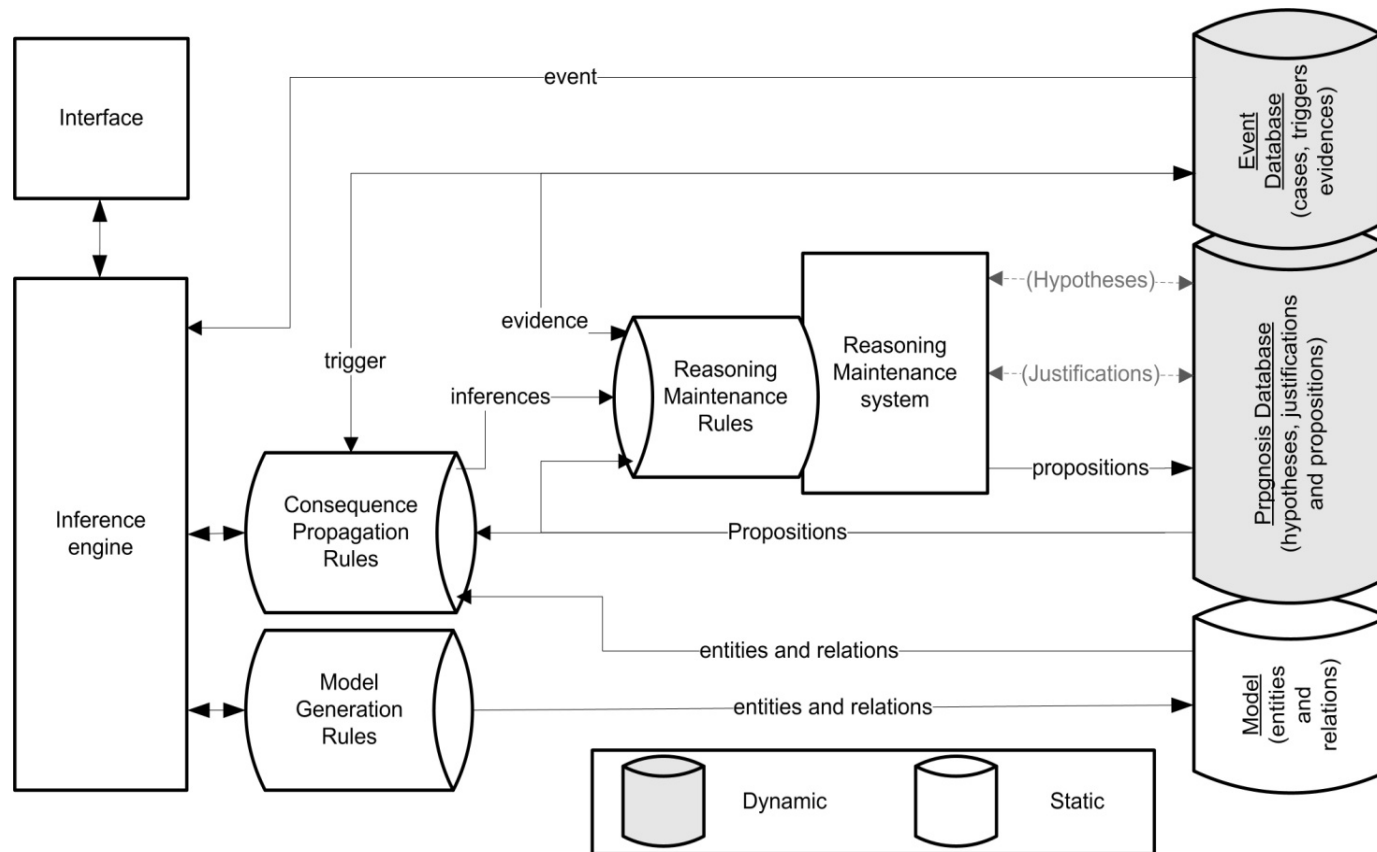 event
Interface
Event
Database
(cases, triggers
evidences)
(Hypotheses)
evidence
trigger
Reasoning
Maintenance
Rules
Reasoning
Maintenance
system
(Justifications)
inferences
Prpgnosis Database
(hypotheses, justifications
and propositions)
propositions
Inference
engine
Consequence
Propagation
Rules
Propositions
entities and relations
Model
Generation
Rules
entities and relations
Model
(entities
and
relations)
Dynamic
Static